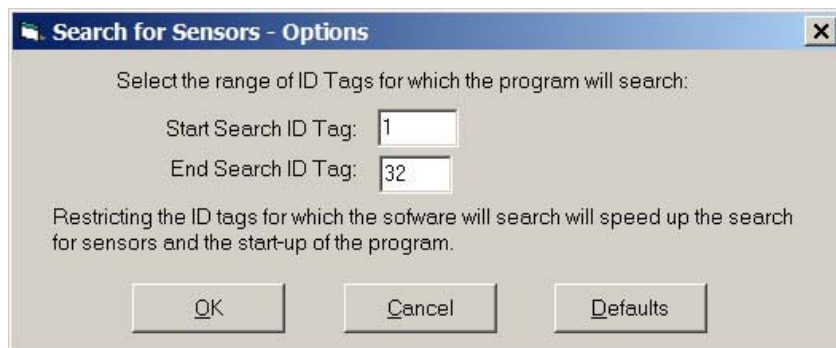 Search for Sensors - Options
Select the range of ID Tags for which the program will search:
Start Search ID Tag: 1
End Search ID Tag: 32
Restricting the ID tags for which the sofware will search will speed up the search
for sensors and the start-up of the program.
OK Cancel Defaults